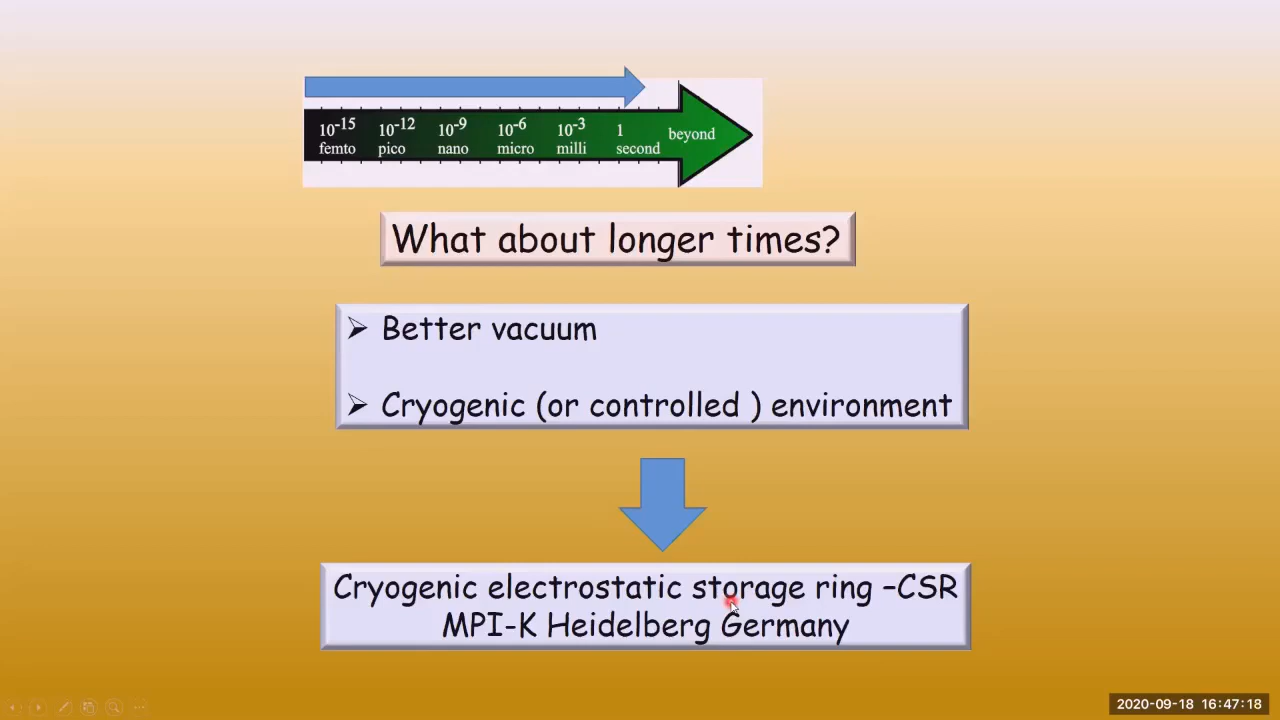 10-15 10-12 10-9 10-6 10-3 1 beyond
femto pico nano micro milli second
What about longer times?
➢ Better vacuum
➢ Cryogenic (or controlled ) environment
Cryogenic electrostatic storage ring –CSR
MPI-K Heidelberg Germany
2020-09-18 16:47:18